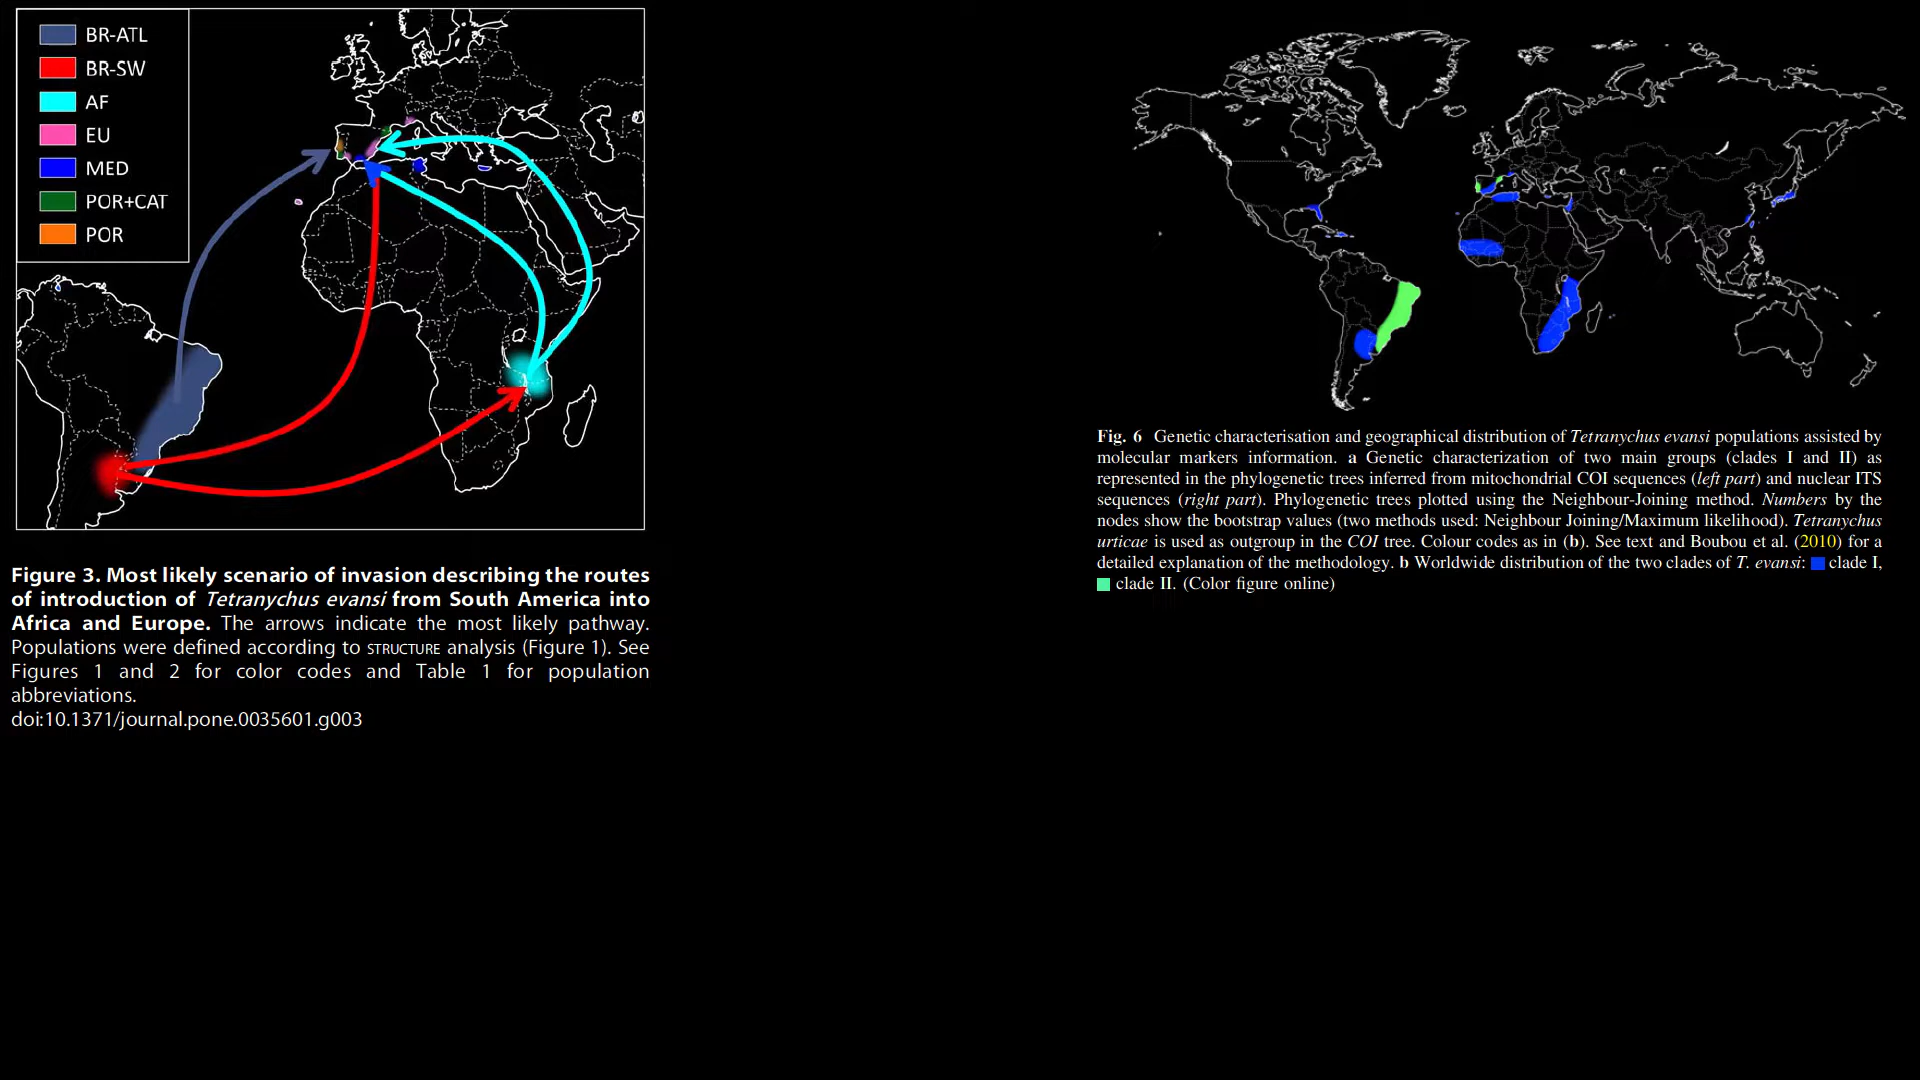 BR-ATL
BR-SW
AF
EU
MED
POR+CAT
POR
Figure 3. Most likely scenario of invasion describing the routes
of introduction of Tetranychus evansi from South America into
Africa and Europe. The arrows indicate the most likely pathway.
Populations were defined according to STRUCTURE analysis (Figure 1). See
Figures 1 and 2 for color codes and Table 1 for population
abbreviations.
doi:10.1371/journal.pone.0035601.g003
Fig. 6 Genetic characterisation and geographical distribution of Tetranychus evansi populations assisted by
molecular markers information. a Genetic characterization of two main groups (clades I and II) as
represented in the phylogenetic trees inferred from mitochondrial COI sequences (left part) and nuclear ITS
sequences (right part). Phylogenetic trees plotted using the Neighbour-Joining method. Numbers by the
nodes show the bootstrap values (two methods used: Neighbour Joining/Maximum likelihood). Tetranychus
urticae is used as outgroup in the COI tree. Colour codes as in (b). See text and Boubou et al. (2010) for a
detailed explanation of the methodology. b Worldwide distribution of the two clades of T. evansi: clade I,
clade II. (Color figure online)